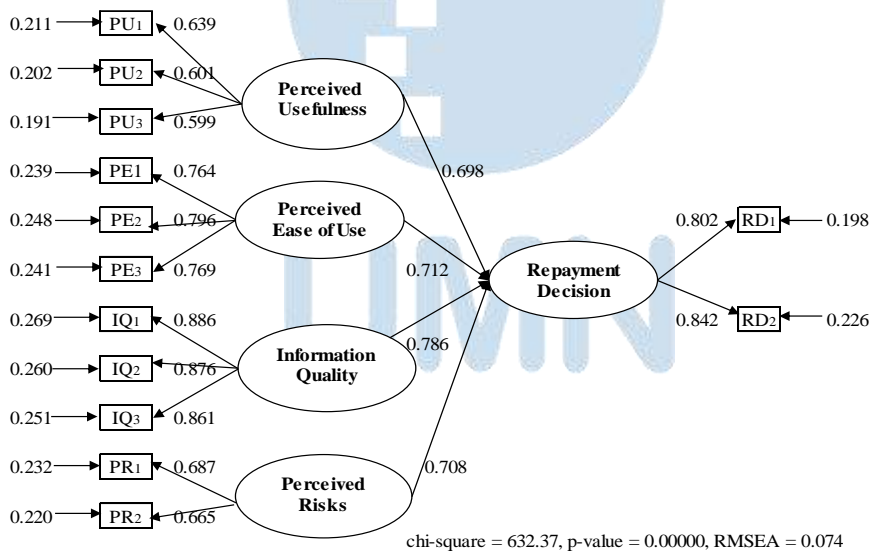 0.211 PU1 0.639
0.202 PU2 0.601
0.191 PU3 0.599
Perceived
Usefulness
0.239 PE1 0.764
0.248 PE2 0.796
0.241 PE3 0.769
Perceived
Ease of Use
0.269 IQ1 0.886
0.260 IQ2 0.876
0.251 IQ3 0.861
Information
Quality
0.232 PR1 0.687
0.220 PR2 0.665
Perceived
Risks
0.698
0.712
0.786
0.708
Repayment
Decision
0.802 RD1 0.198
0.842 RD2 0.226
UMN
chi-square = 632.37, p-value = 0.00000, RMSEA = 0.074